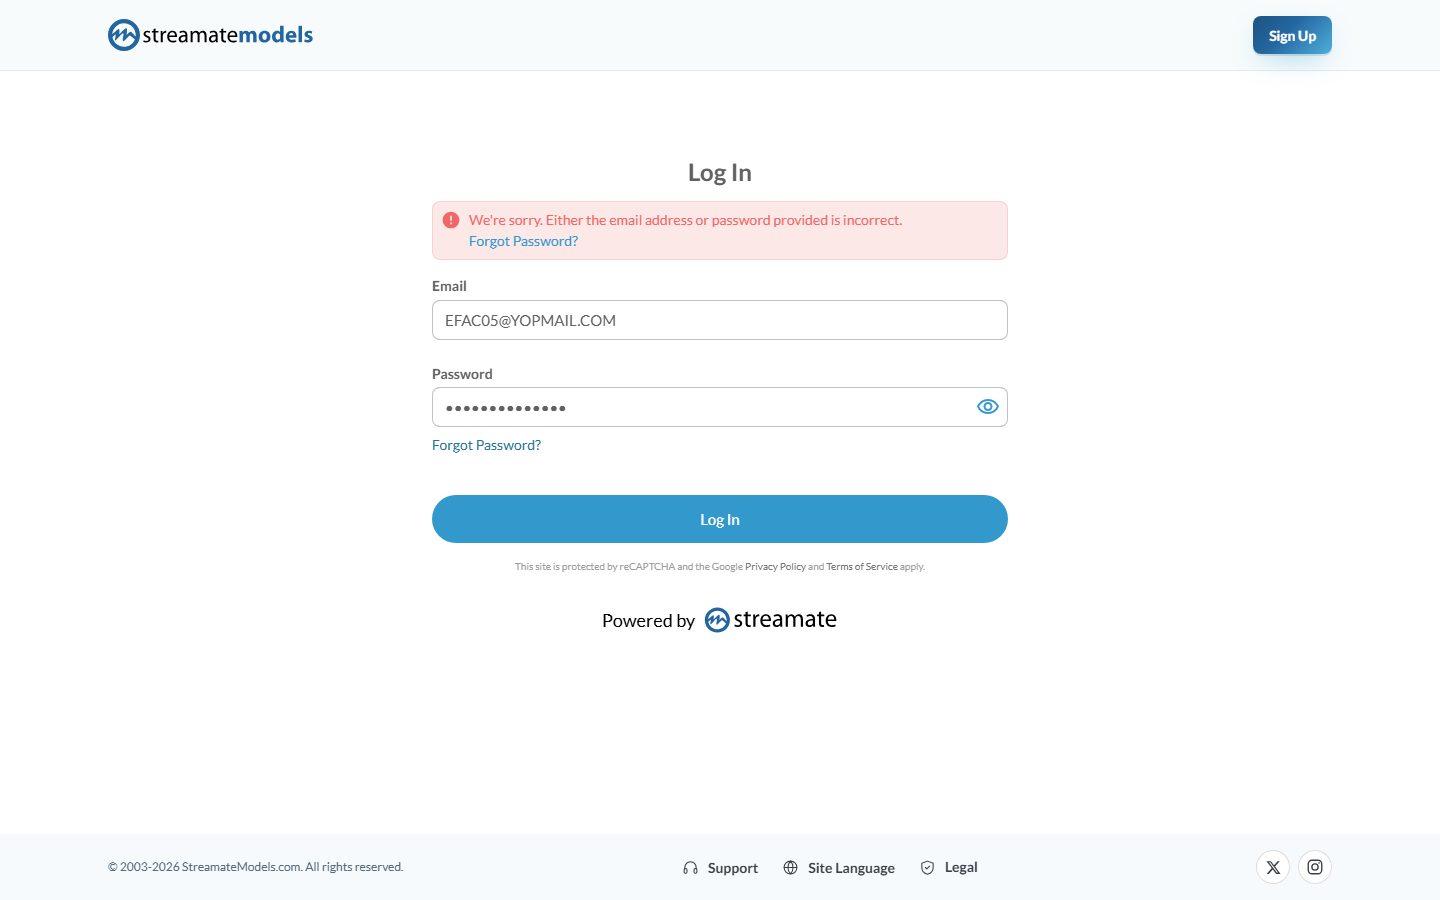 streamatemodels
Sign Up
Log In
We're sorry. Either the email address or password provided is incorrect.
Forgot Password?
Email
EFAC05@YOPMAIL.COM
Password
••••••••••••••
Forgot Password?
Log In
This site is protected by reCAPTCHA and the Google Privacy Policy and Terms of Service apply.
Powered by streamate
© 2003-2026 StreamateModels.com. All rights reserved.
Support
Site Language
Legal